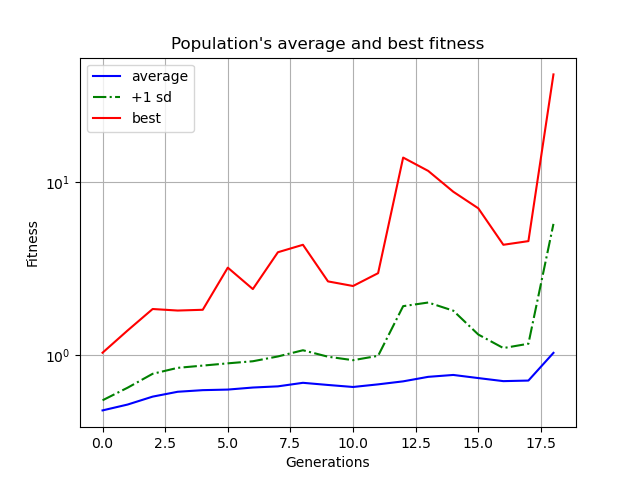 Population's average and best fitness
average
+1 sd
best
10¹
10⁰
Fitness
0.0 2.5 5.0 7.5 10.0 12.5 15.0 17.5
Generations